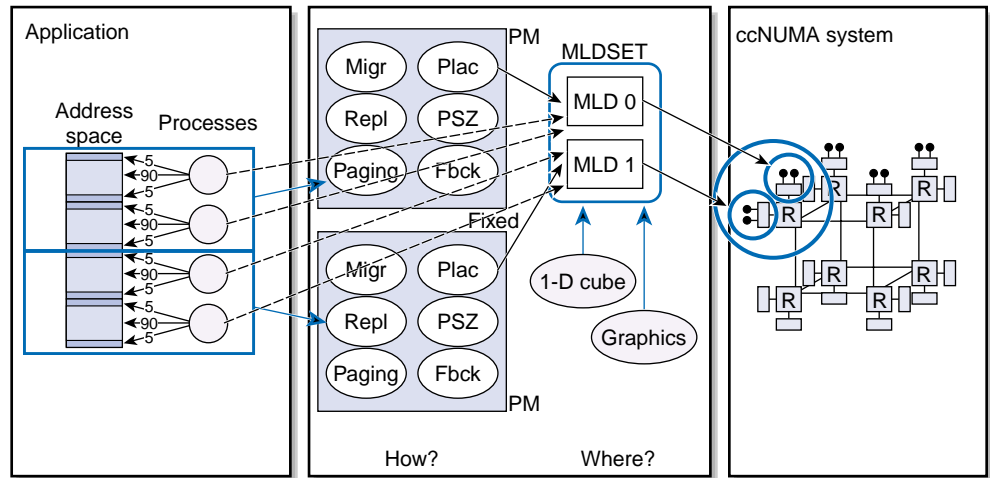 Application
Address
space
Processes
5
90
5
5
90
5
5
90
5
5
90
5
PM
Migr
Plac
Repl
PSZ
Paging
Fbck
Fixed
Migr
Plac
Repl
PSZ
Paging
Fbck
PM
How?
MLDSET
MLD 0
MLD 1
1-D cube
Graphics
Where?
ccNUMA system
R
R
R
R
R
R
R
R